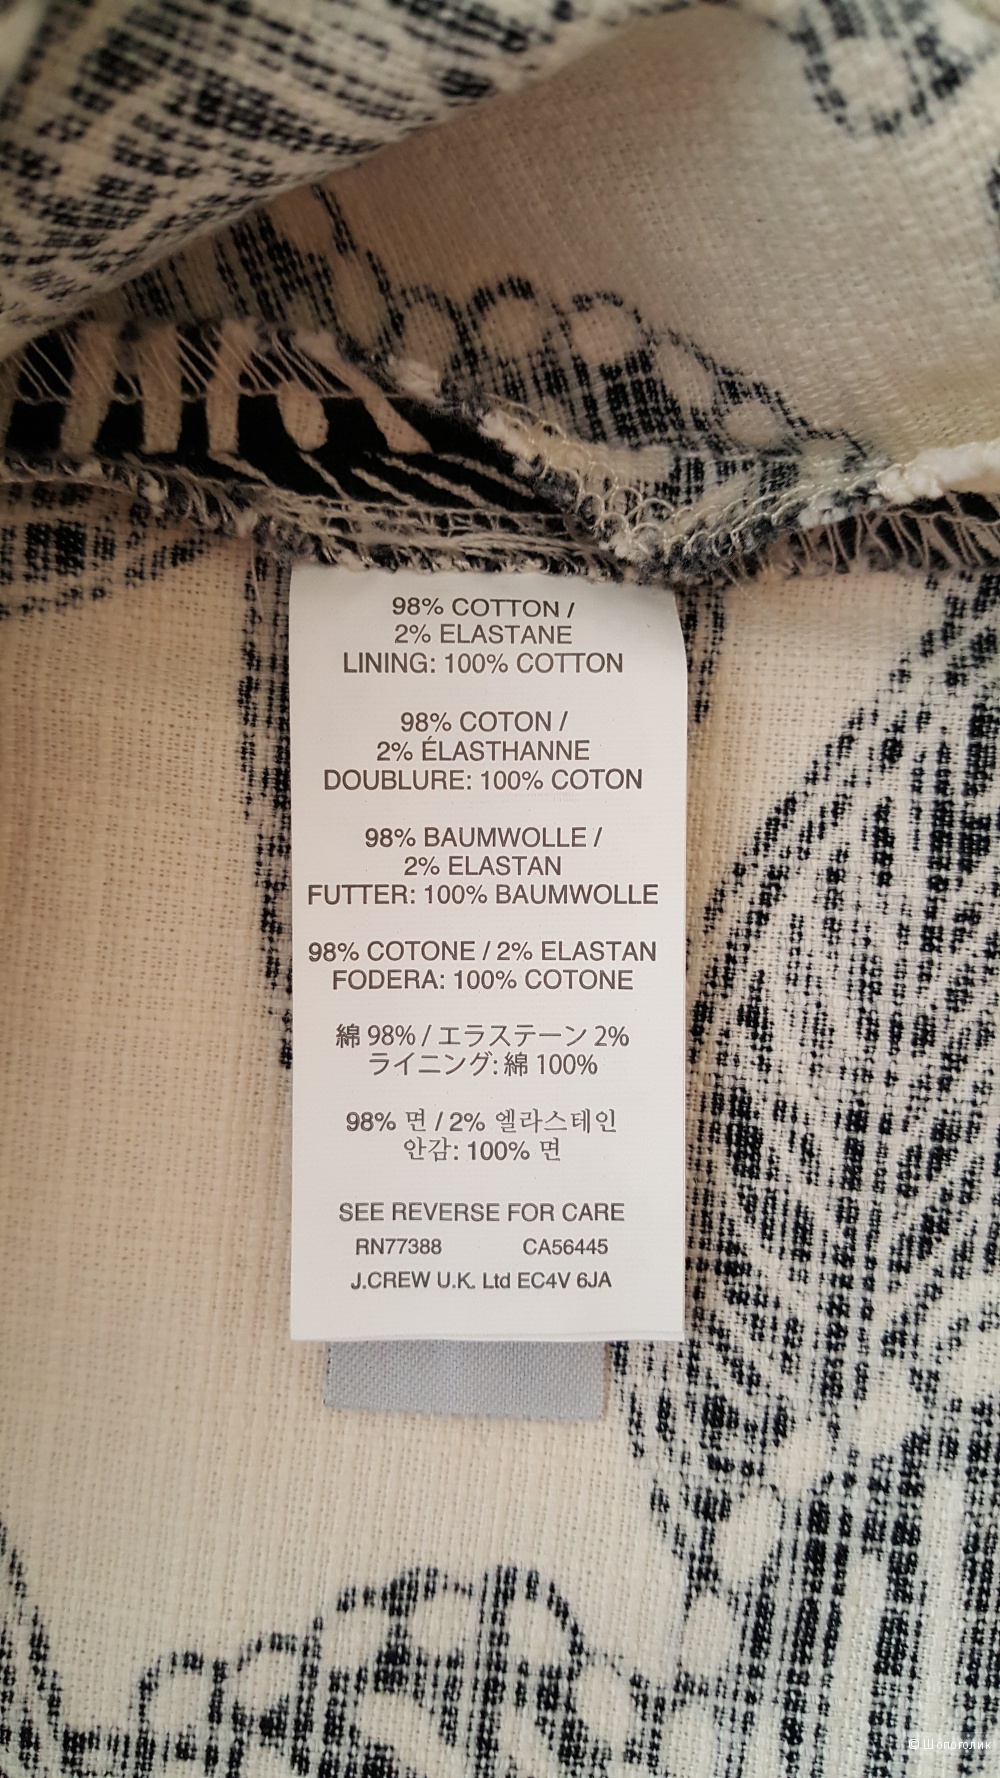 98% COTTON /
2% ELASTANE
LINING: 100% COTTON
98% COTON /
2% ÉLASTHANNE
DOUBLURE: 100% COTON
98% BAUMWOLLE /
2% ELASTAN
FUTTER: 100% BAUMWOLLE
98% COTONE / 2% ELASTAN
FODERA: 100% COTONE
綿 98% / エラステーン 2%
ライニング: 綿 100%
98% 면 / 2% 엘라스테인
안감: 100% 면
SEE REVERSE FOR CARE
RN77388 CA56445
J.CREW U.K. Ltd EC4V 6JA
© Шопоголик